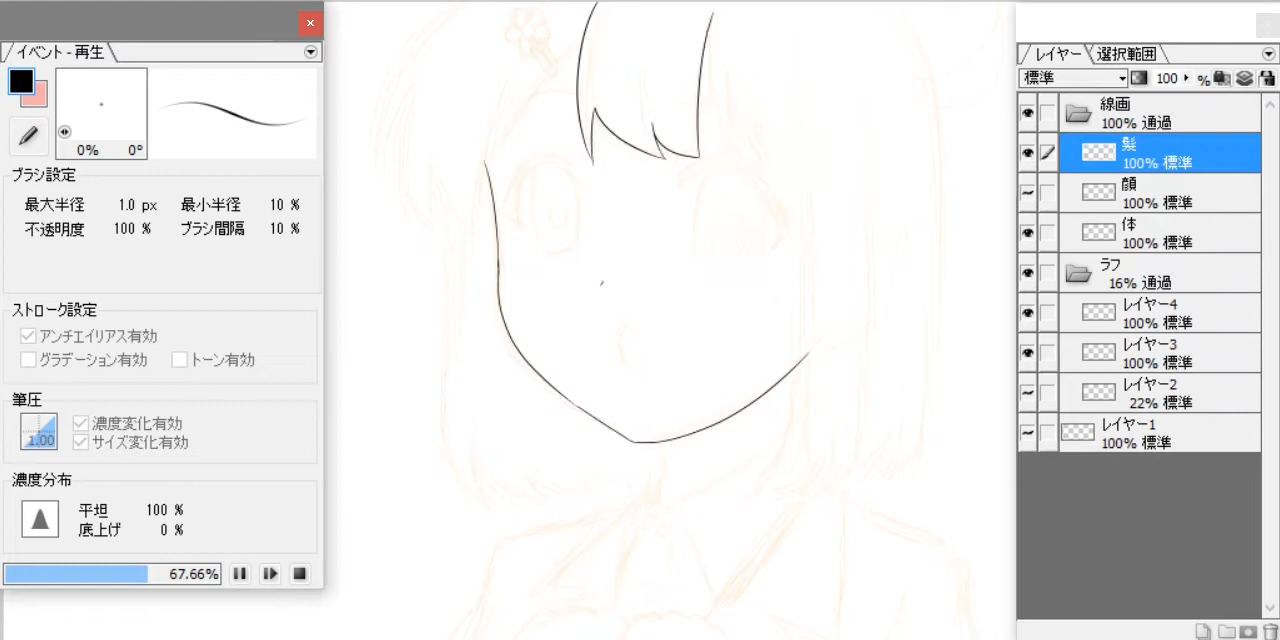 イベント - 再生
0% 0°
ブラシ設定
最大半径 1.0 px 最小半径 10 %
不透明度 100 % ブラシ間隔 10 %
ストローク設定
アンチエイリアス有効
グラデーション有効 トーン有効
筆圧
1.00
濃度変化有効
サイズ変化有効
濃度分布
平坦 100 %
底上げ 0 %
67.66%
レイヤー 選択範囲
標準 100 %
線画
100% 通過
髪
100% 標準
顔
100% 標準
体
100% 標準
ラフ
16% 通過
レイヤー4
100% 標準
レイヤー3
100% 標準
レイヤー2
22% 標準
レイヤー1
100% 標準